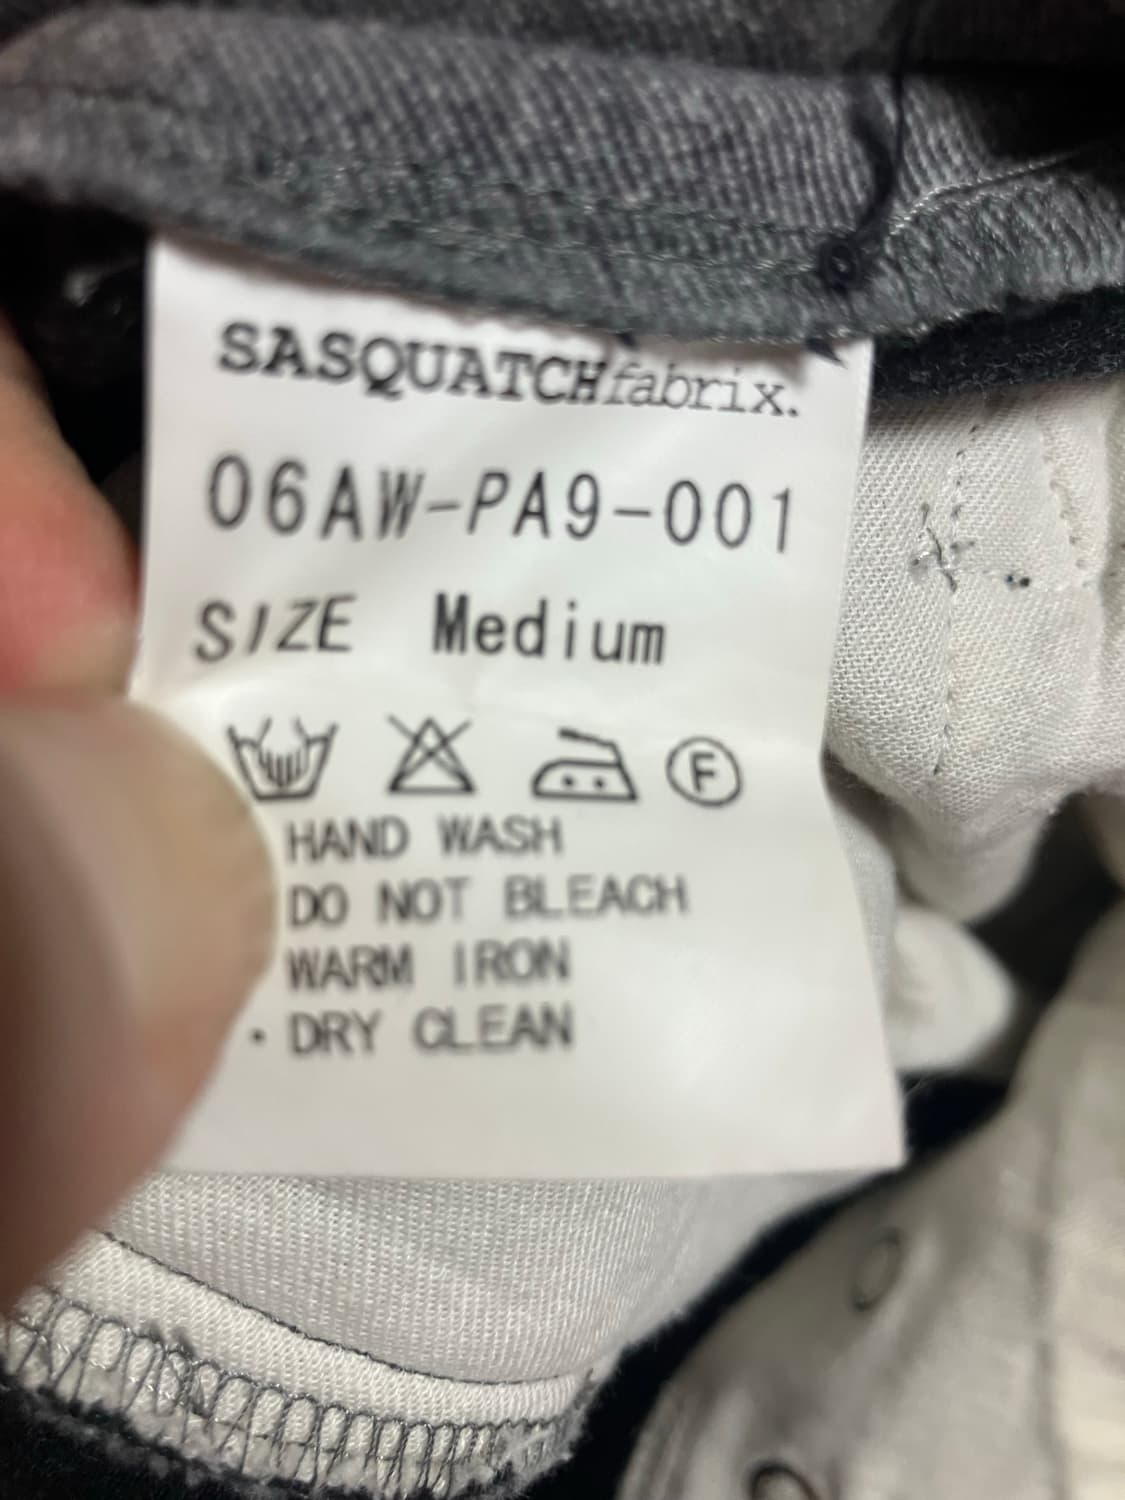 SASQUATCHfabrix.
06AW-PA9-001
SIZE Medium
F
HAND WASH
DO NOT BLEACH
WARM IRON
・DRY CLEAN